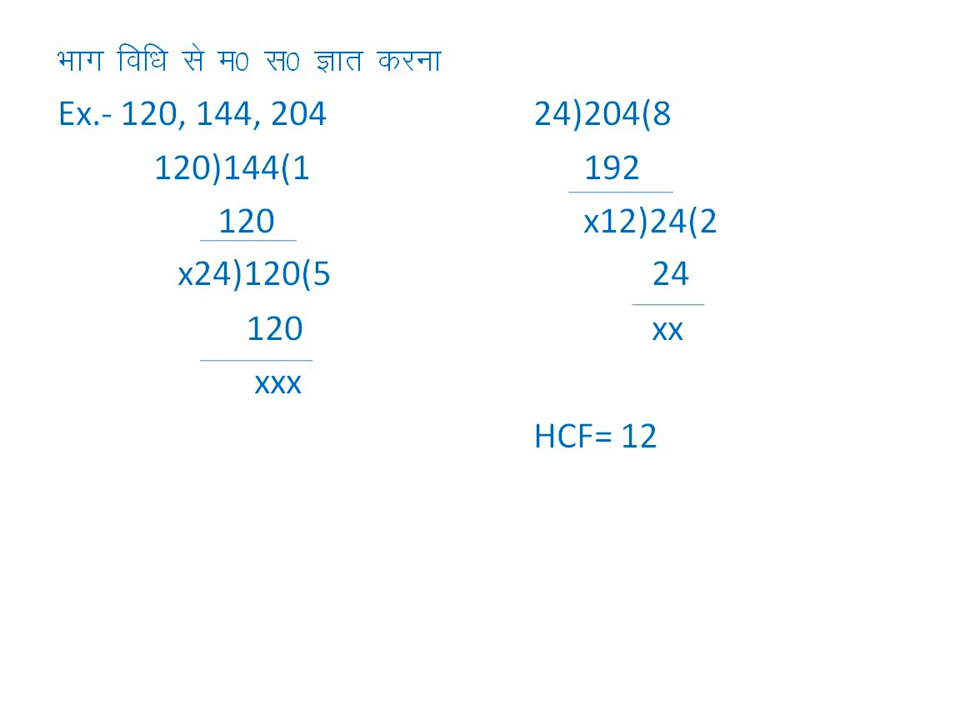 भाग विधि से म0 स0 ज्ञात करना
Ex.- 120, 144, 204
120)144(1
120
x24)120(5
120
xxx
24)204(8
192
x12)24(2
24
xx
HCF= 12